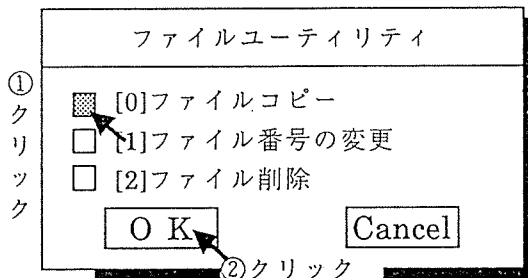 ファイルユーティリティ
①クリック
[0]ファイルコピー
[1]ファイル番号の変更
[2]ファイル削除
OK Cancel
②クリック